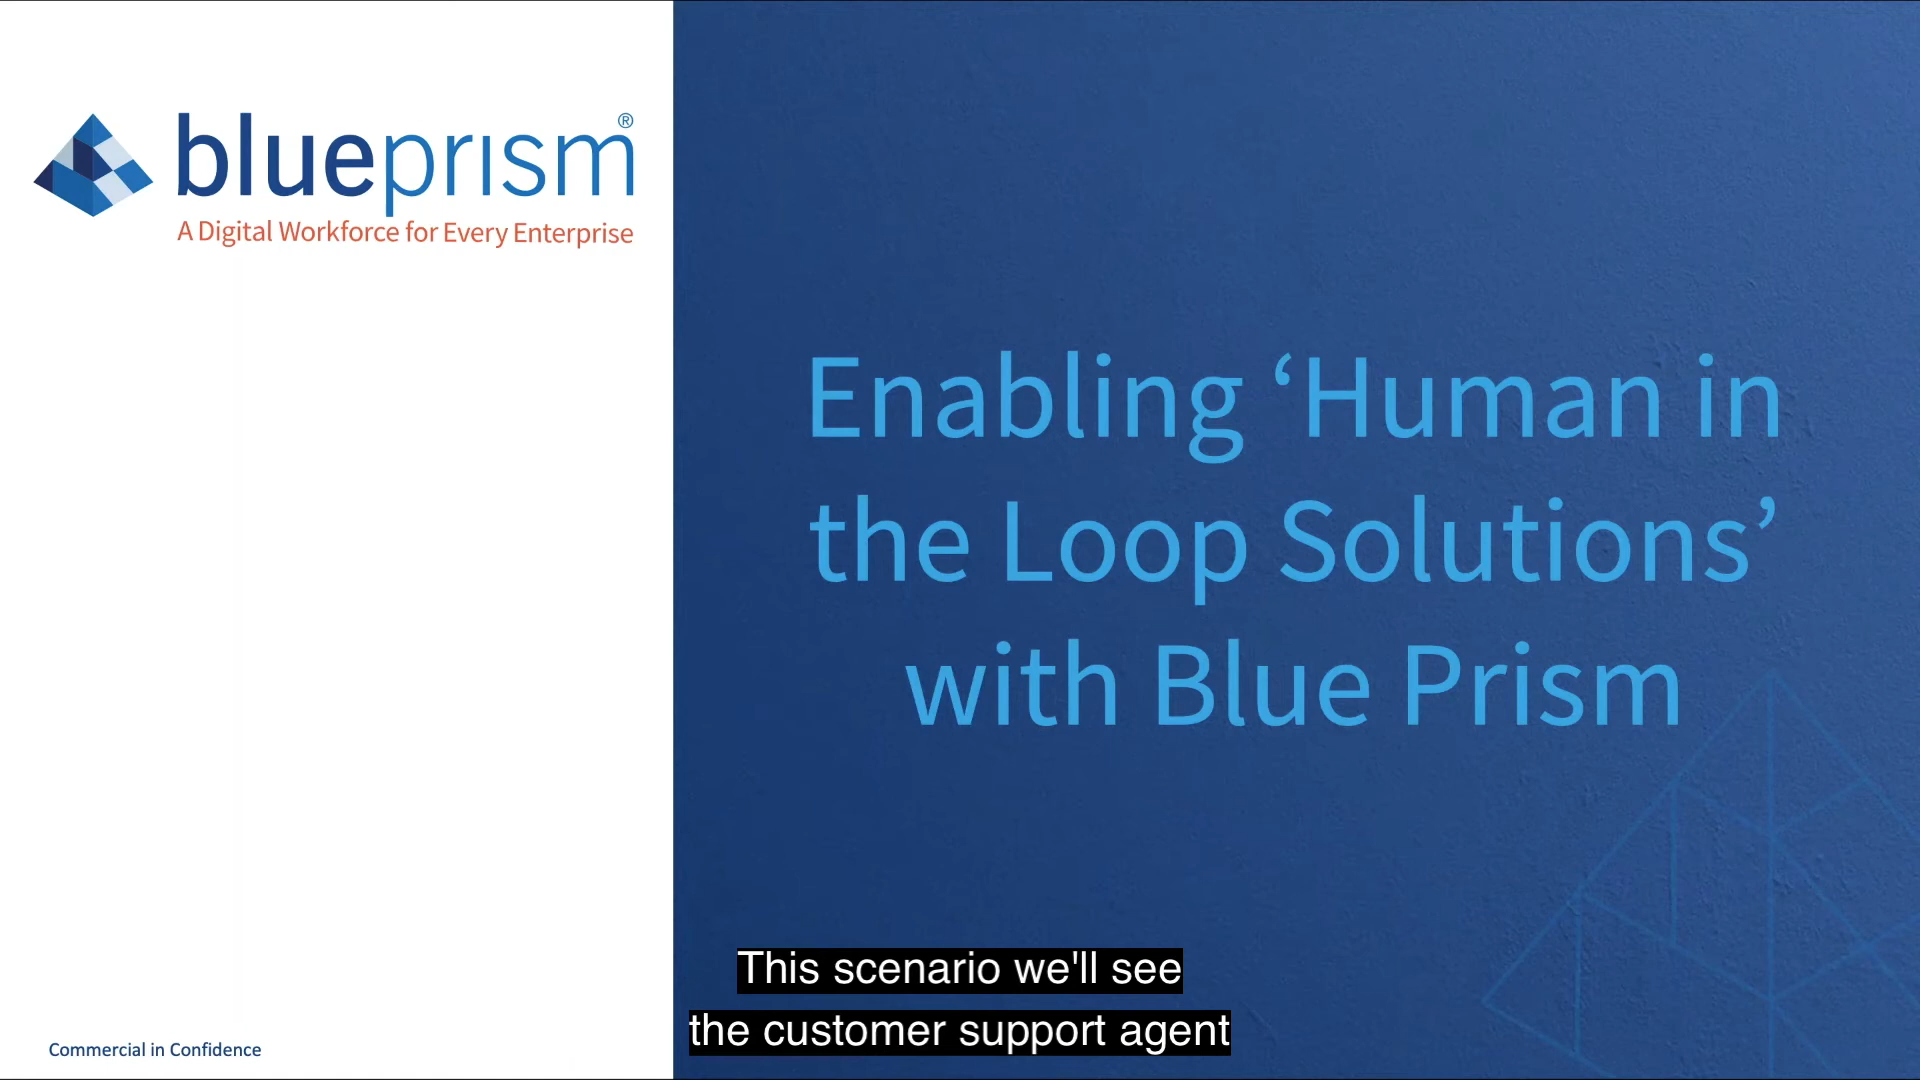 blueprism®
A Digital Workforce for Every Enterprise
Enabling ‘Human in
the Loop Solutions’
with Blue Prism
This scenario we'll see
the customer support agent
Commercial in Confidence